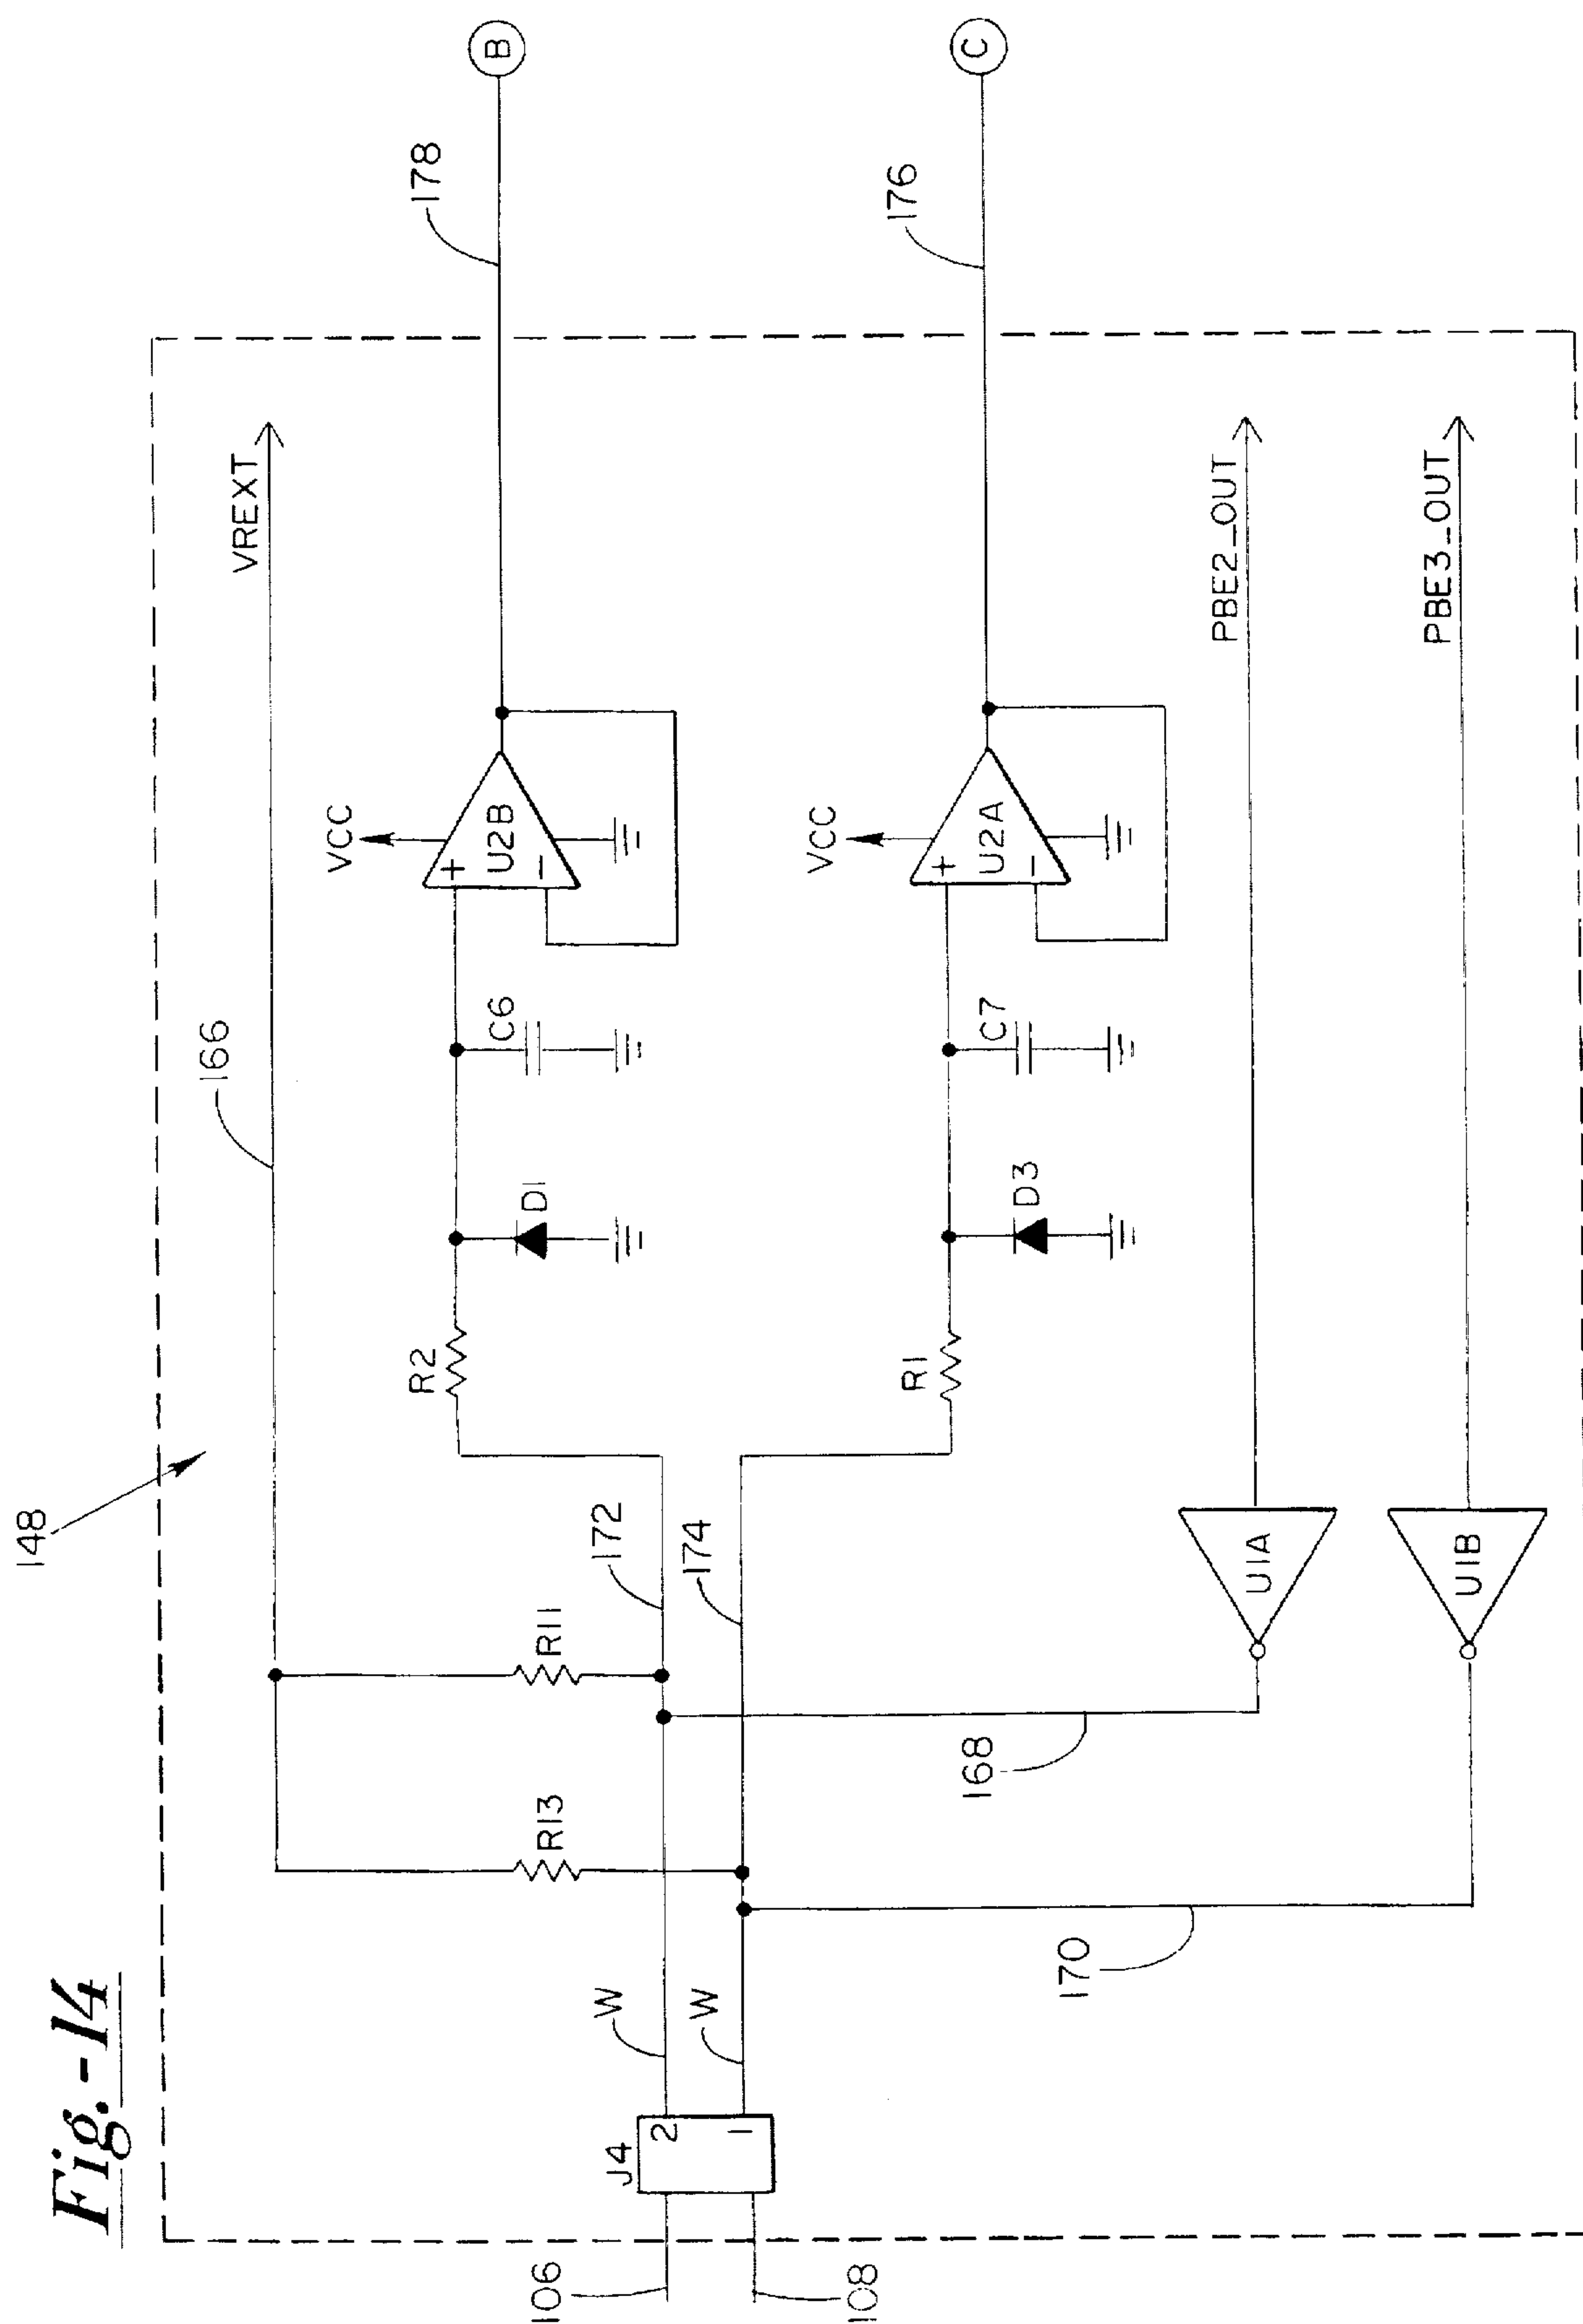 Fig.-14
148
166
VREXT
178
B
VCC
+
U2B
−
R2
D1
C6
176
C
VCC
+
U2A
−
R1
D3
C7
R11
R13
172
174
W
W
J4
2
1
106
108
168
170
U1A
PBE2_OUT
U1B
PBE3_OUT